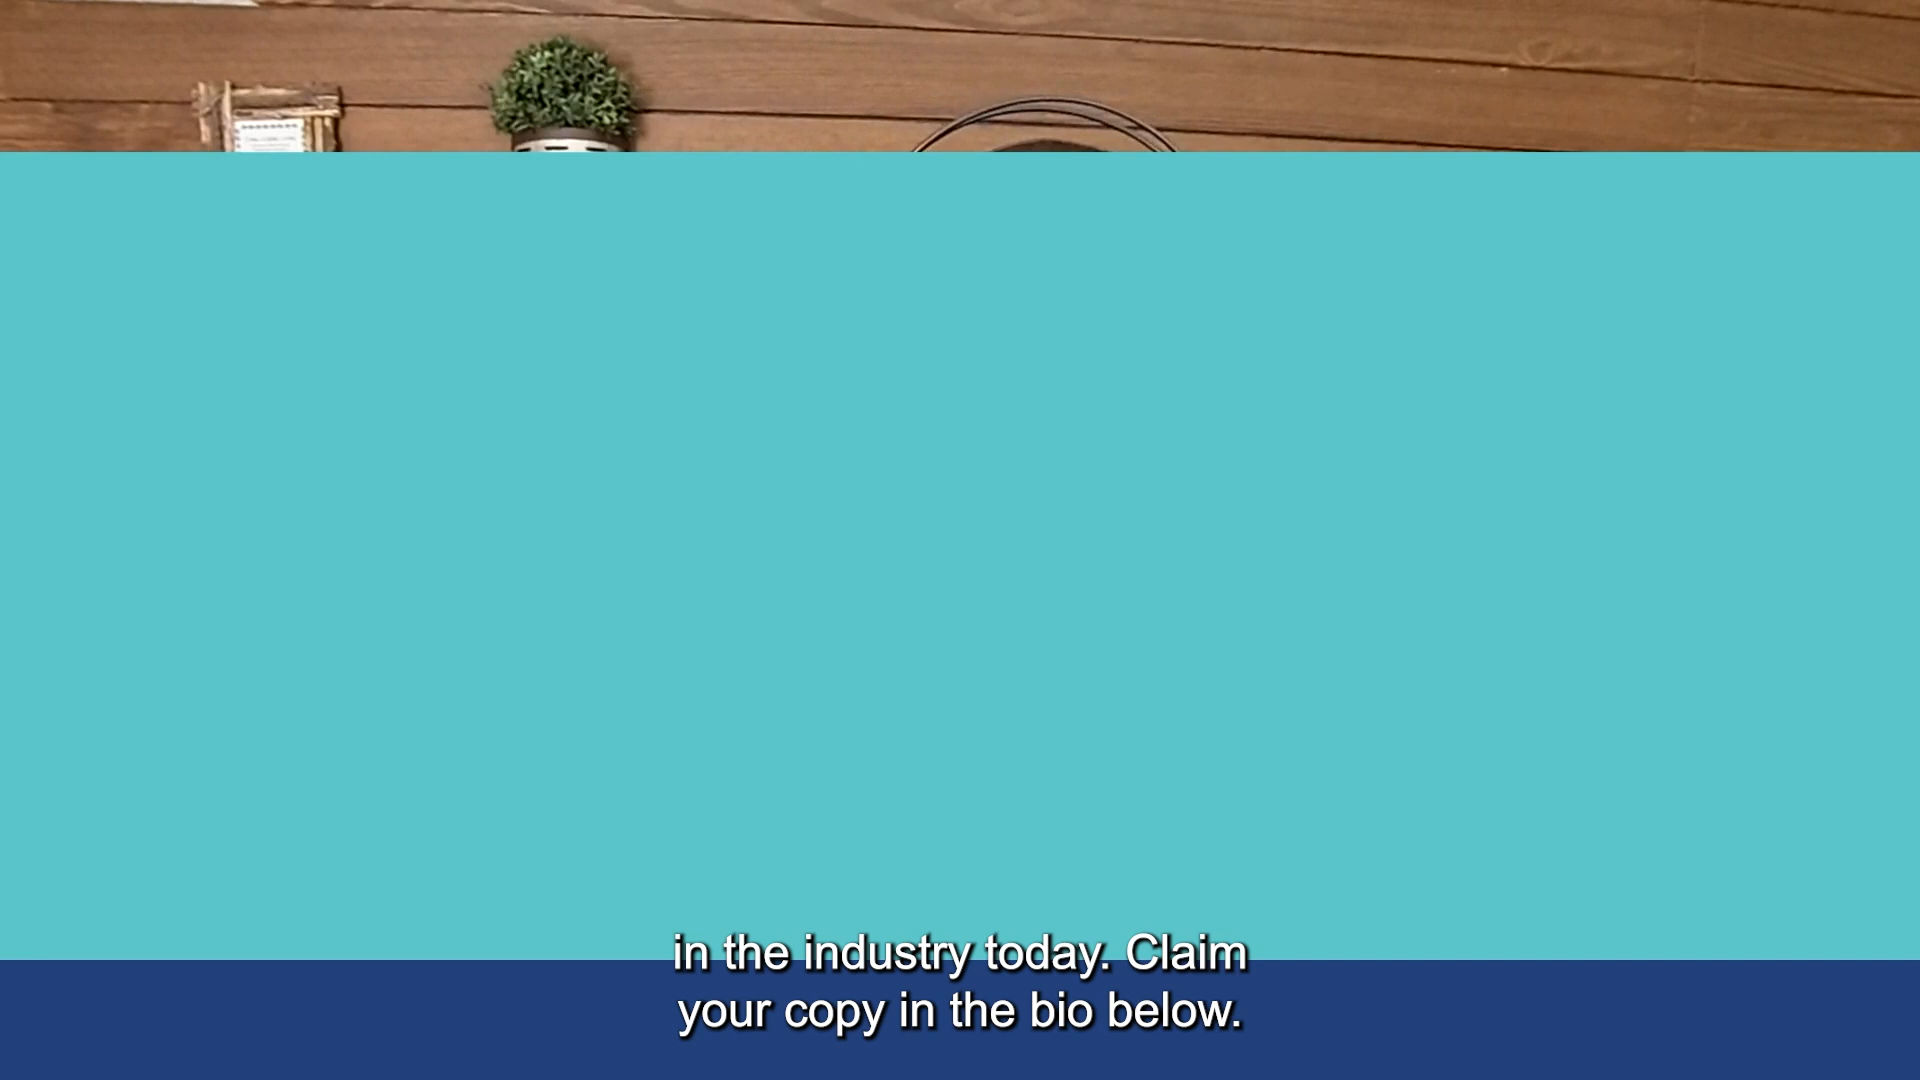 in the industry today. Claim
your copy in the bio below.